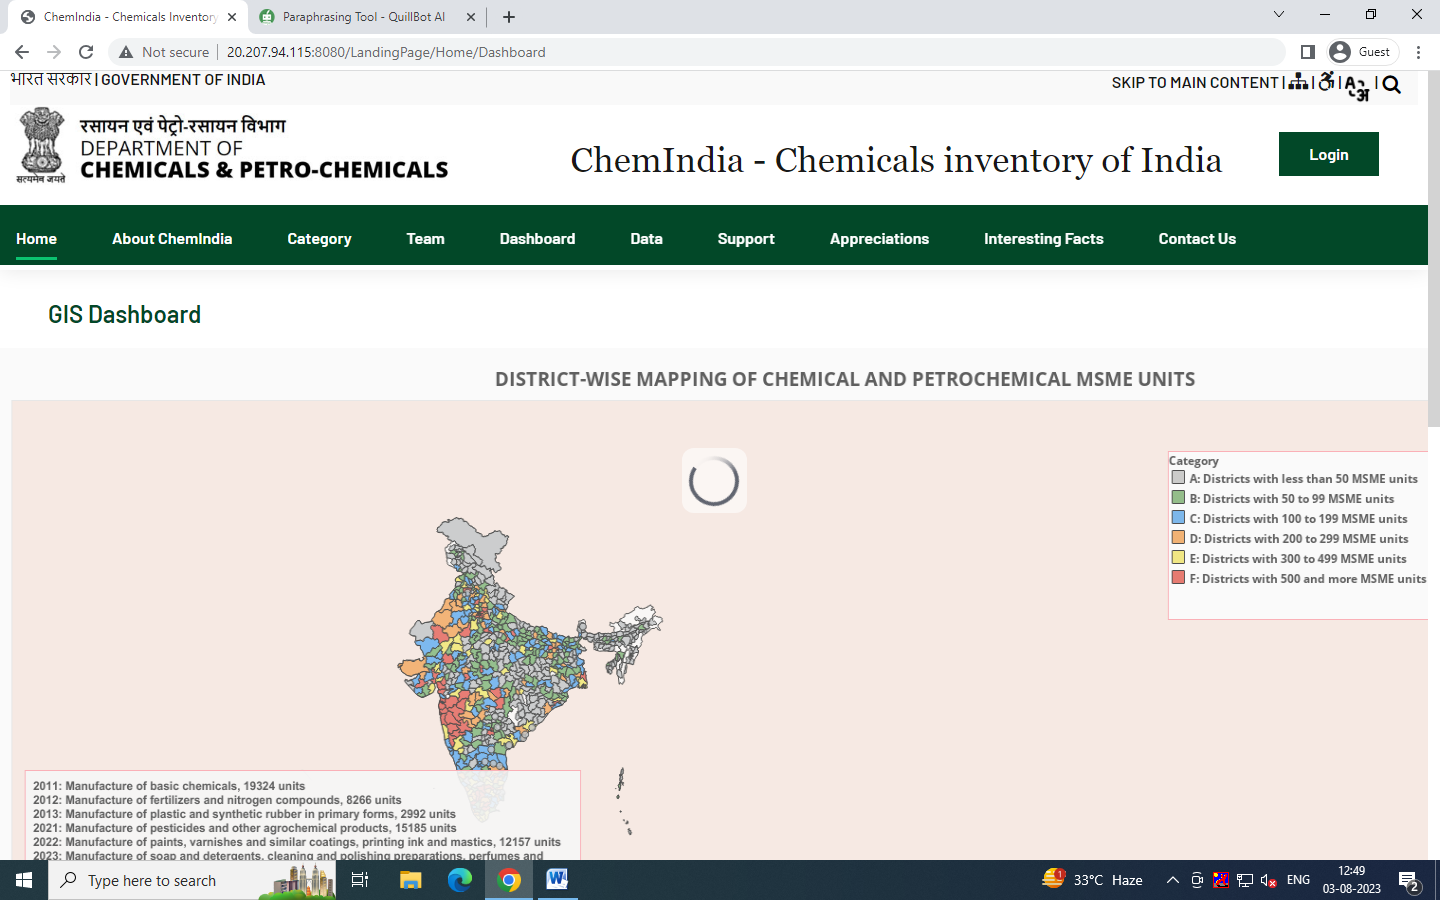 ChemIndia - Chemicals Inventory
Paraphrasing Tool - QuillBot AI
Not secure
20.207.94.115:8080/LandingPage/Home/Dashboard
Guest
भारत सरकार | GOVERNMENT OF INDIA
SKIP TO MAIN CONTENT | | | |
रसायन एवं पेट्रो-रसायन विभाग
DEPARTMENT OF
CHEMICALS & PETRO-CHEMICALS
सत्यमेव जयते
ChemIndia - Chemicals inventory of India
Login
Home About ChemIndia Category Team Dashboard Data Support Appreciations Interesting Facts Contact Us
GIS Dashboard
DISTRICT-WISE MAPPING OF CHEMICAL AND PETROCHEMICAL MSME UNITS
Category
A: Districts with less than 50 MSME units
B: Districts with 50 to 99 MSME units
C: Districts with 100 to 199 MSME units
D: Districts with 200 to 299 MSME units
E: Districts with 300 to 499 MSME units
F: Districts with 500 and more MSME units
2011: Manufacture of basic chemicals, 19324 units
2012: Manufacture of fertilizers and nitrogen compounds, 8266 units
2013: Manufacture of plastic and synthetic rubber in primary forms, 2992 units
2021: Manufacture of pesticides and other agrochemical products, 15185 units
2022: Manufacture of paints, varnishes and similar coatings, printing ink and mastics, 12157 units
2023: Manufacture of soap and detergents, cleaning and polishing preparations, perfumes and
Type here to search
33°C Haze
ENG
12:49
03-08-2023
2